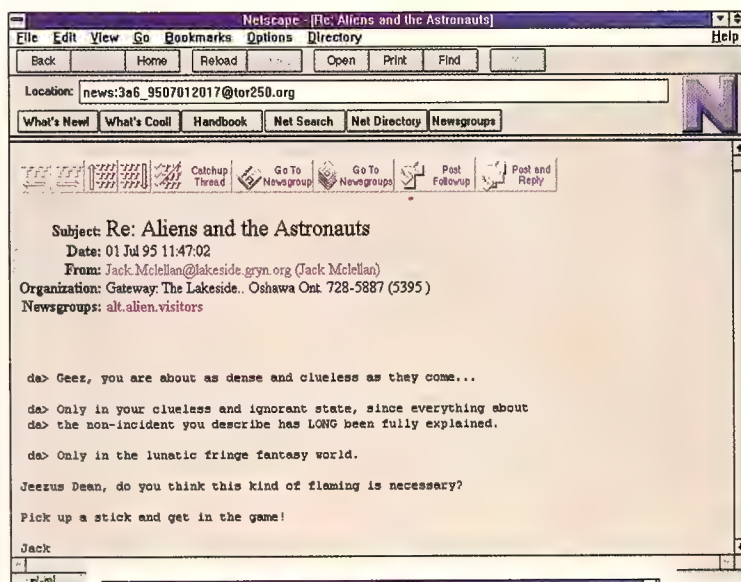 Netscape - [Re: Aliens and the Astronauts]
File Edit View Go Bookmarks Options Directory Help
Back Home Reload Open Print Find
Location: news:3a6_9507012017@tor250.org
What's New! What's Cool! Handbook Net Search Net Directory Newsgroups
N
Catchup Thread Go To Newsgroup Go To Newsgroups Post Followup Post and Reply
Subject: Re: Aliens and the Astronauts
Date: 01 Jul 95 11:47:02
From: Jack.Mclellan@lakeside.gryn.org (Jack Mclellan)
Organization: Gateway: The Lakeside.. Oshawa Ont. 728-5887 (5395 )
Newsgroups: alt.alien.visitors
da> Geez, you are about as dense and clueless as they come...
da> Only in your clueless and ignorant state, since everything about
da> the non-incident you describe has LONG been fully explained.
da> Only in the lunatic fringe fantasy world.
Jeezus Dean, do you think this kind of flaming is necessary?
Pick up a stick and get in the game!
Jack